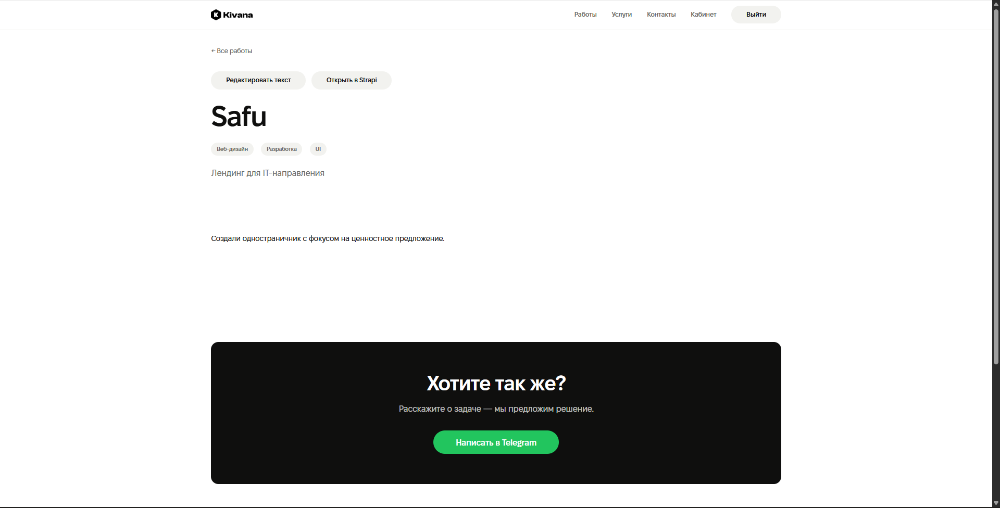 Kivana
Работы Услуги Контакты Кабинет Выйти
← Все работы
Редактировать текст Открыть в Strapi
Safu
Веб-дизайн Разработка UI
Лендинг для IT-направления
Создали одностраничник с фокусом на ценностное предложение.
Хотите так же?
Расскажите о задаче — мы предложим решение.
Написать в Telegram